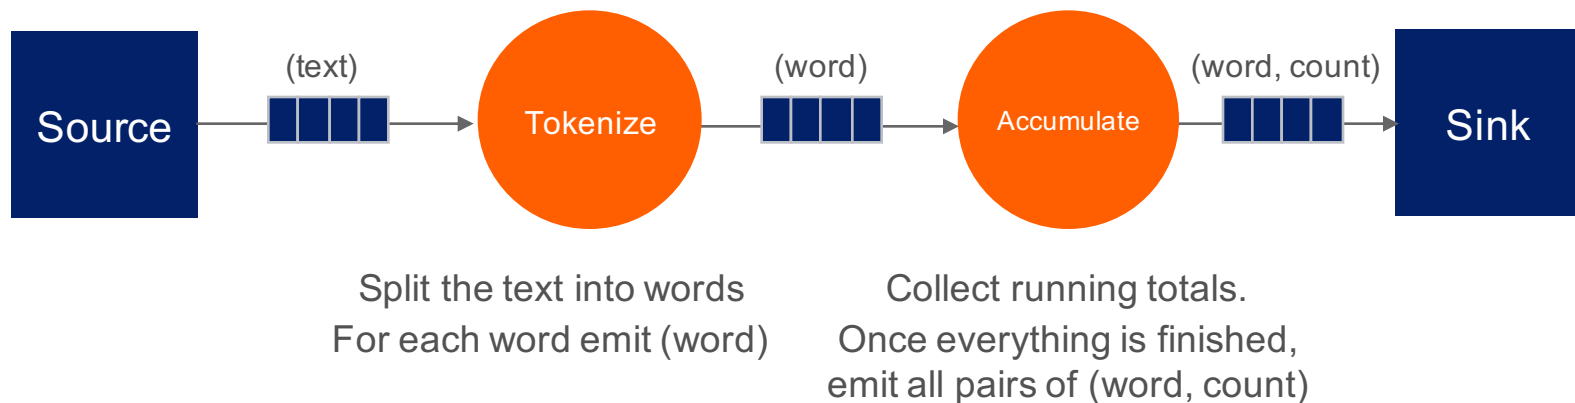 (text)
(word)
(word, count)
Source
Tokenize
Accumulate
Sink
Split the text into words
For each word emit (word)
Collect running totals.
Once everything is finished,
emit all pairs of (word, count)